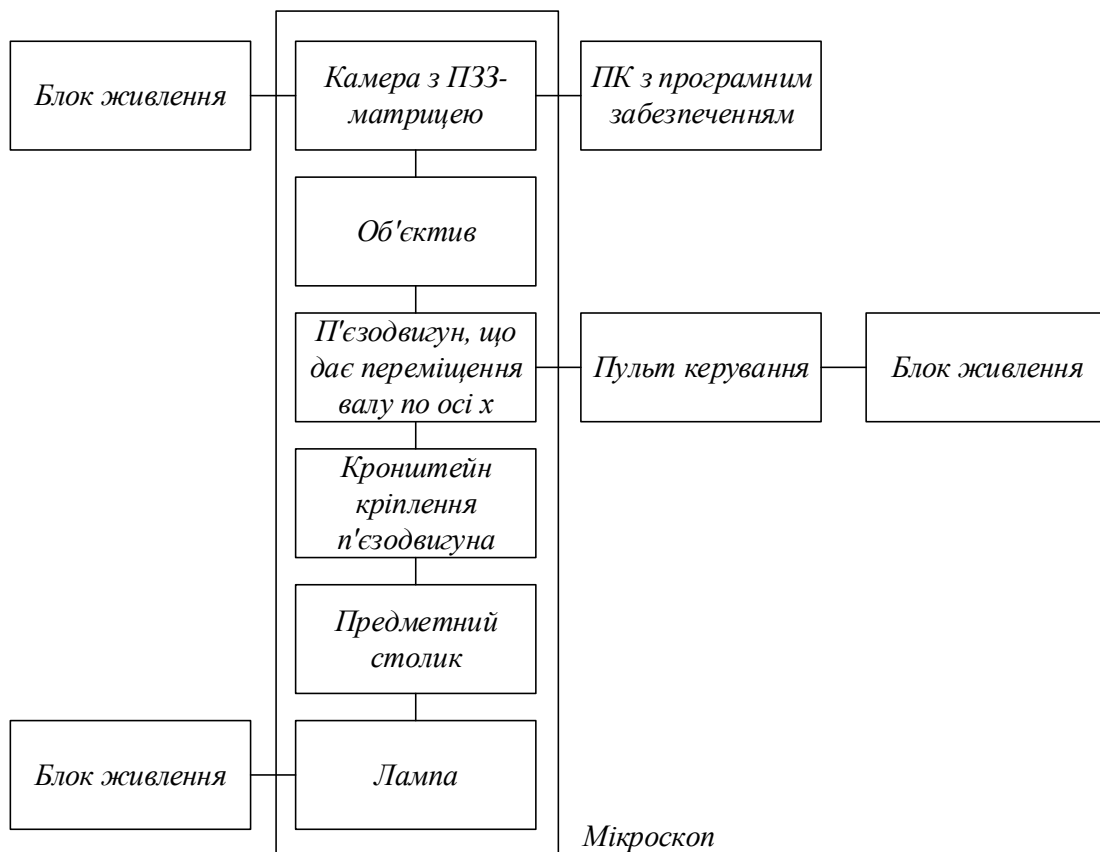 Блок живлення
Камера з ПЗЗ-
матрицею
ПК з програмним
забезпеченням
Об'єктив
П'єзодвигун, що
дає переміщення
валу по осі х
Пульт керування
Блок живлення
Кронштейн
кріплення
п'єзодвигуна
Предметний
столик
Блок живлення
Лампа
Мікроскоп